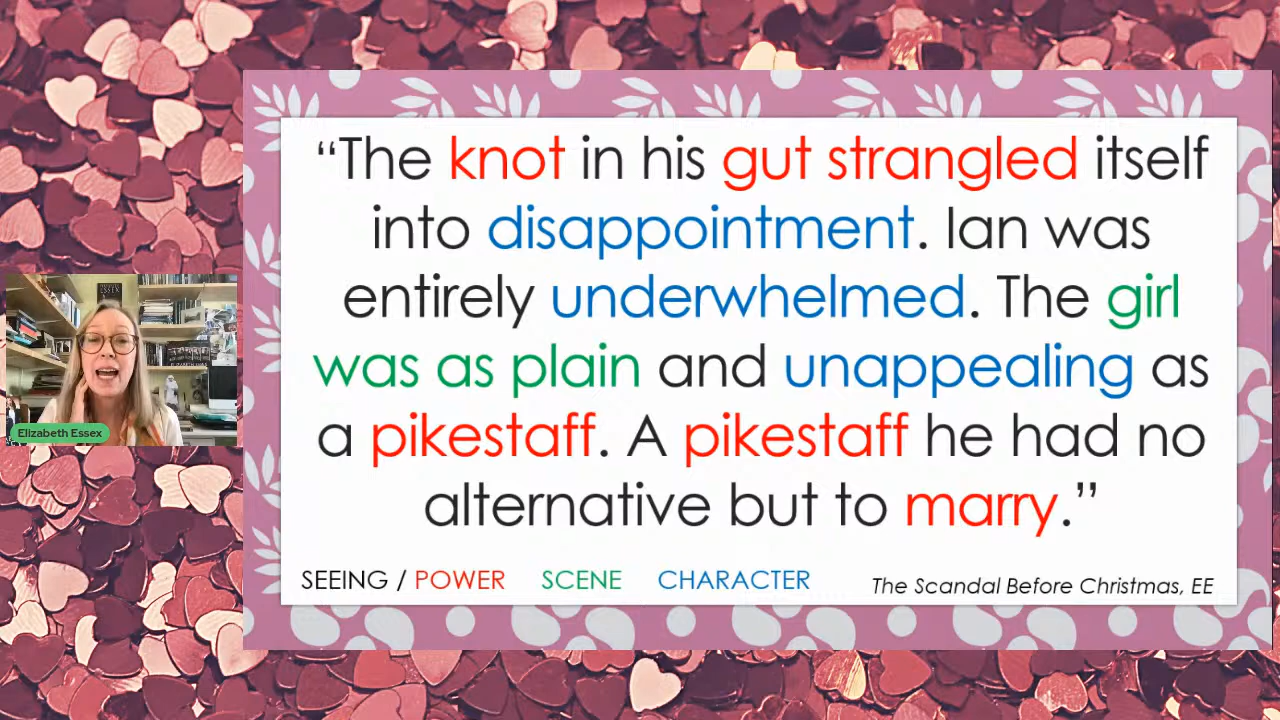 “The knot in his gut strangled itself
into disappointment. Ian was
entirely underwhelmed. The girl
was as plain and unappealing as
a pikestaff. A pikestaff he had no
alternative but to marry.”
SEEING / POWER SCENE CHARACTER
The Scandal Before Christmas, EE
Elizabeth Essex